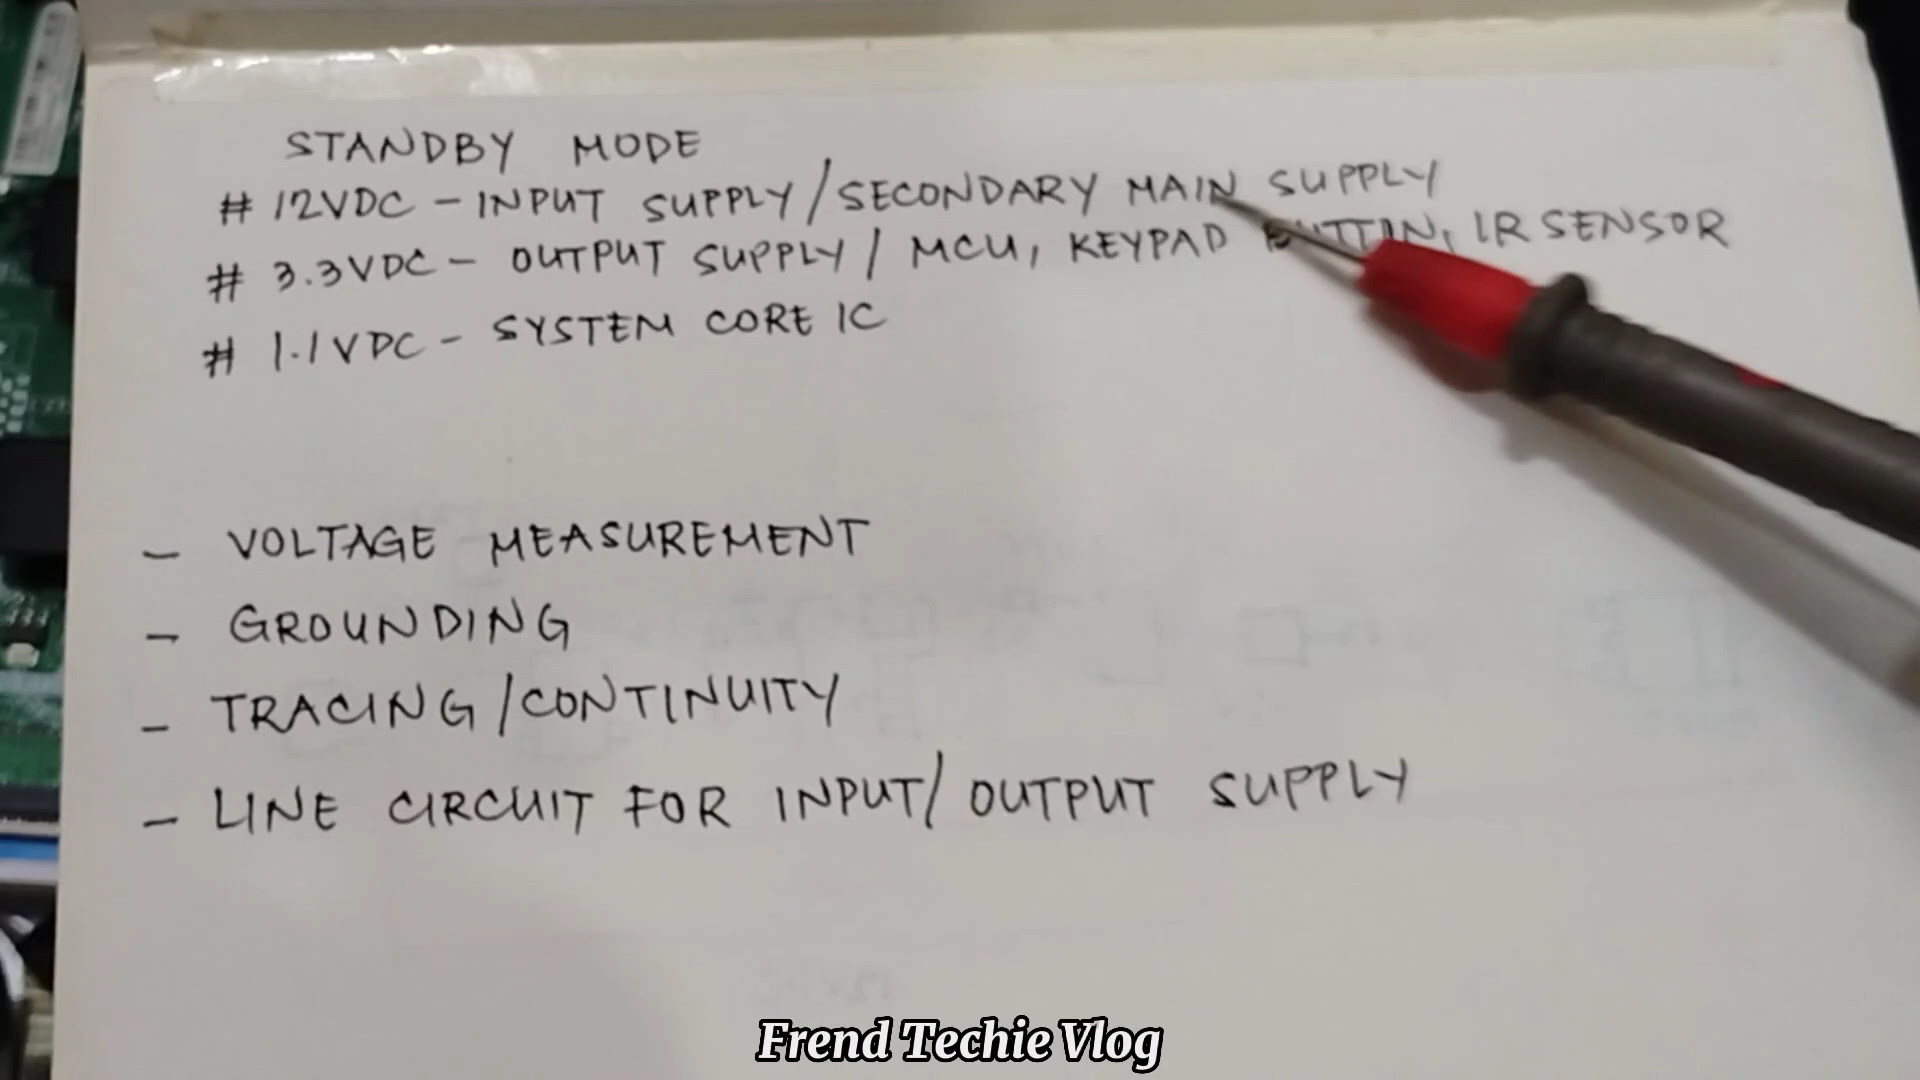 STANDBY MODE
# 12VDC - INPUT SUPPLY/SECONDARY MAIN SUPPLY
# 3.3VDC - OUTPUT SUPPLY/ MCU, KEYPAD BUTTON, IR SENSOR
# 1.1VDC - SYSTEM CORE IC
- VOLTAGE MEASUREMENT
- GROUNDING
- TRACING/CONTINUITY
- LINE CIRCUIT FOR INPUT/OUTPUT SUPPLY
Frend Techie Vlog